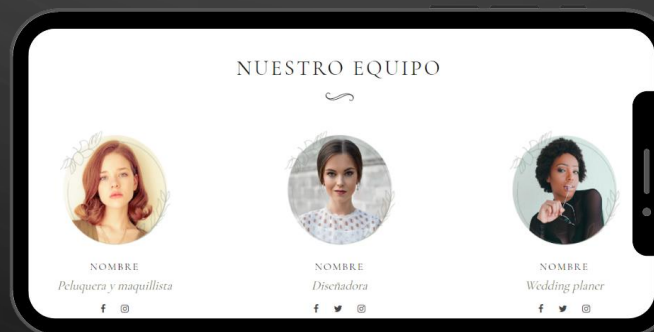 NUESTRO EQUIPO
NOMBRE
Peluquera y maquillista
NOMBRE
Diseñadora
NOMBRE
Wedding planer